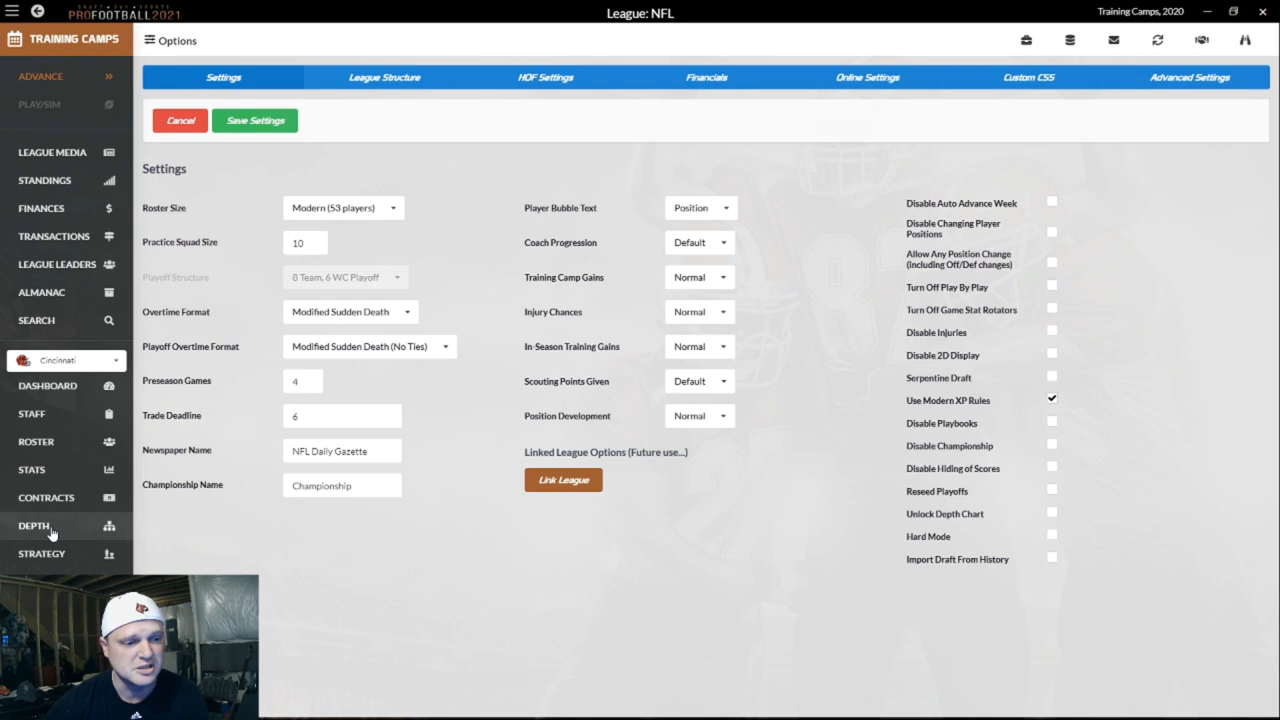 DRAFT DAY SPORTS
PROFOOTBALL2021
League: NFL
Training Camps, 2020
TRAINING CAMPS
Options
ADVANCE
PLAY/SIM
LEAGUE MEDIA
STANDINGS
FINANCES
TRANSACTIONS
LEAGUE LEADERS
ALMANAC
SEARCH
Cincinnati
DASHBOARD
STAFF
ROSTER
STATS
CONTRACTS
DEPTH
STRATEGY
Settings
League Structure
HOF Settings
Financials
Online Settings
Custom CSS
Advanced Settings
Cancel
Save Settings
Settings
Roster Size
Modern (53 players)
Practice Squad Size
10
Playoff Structure
8 Team, 6 WC Playoff
Overtime Format
Modified Sudden Death
Playoff Overtime Format
Modified Sudden Death (No Ties)
Preseason Games
4
Trade Deadline
6
Newspaper Name
NFL Daily Gazette
Championship Name
Championship
Player Bubble Text
Position
Coach Progression
Default
Training Camp Gains
Normal
Injury Chances
Normal
In-Season Training Gains
Normal
Scouting Points Given
Default
Position Development
Normal
Linked League Options (Future use...)
Link League
Disable Auto Advance Week
Disable Changing Player
Positions
Allow Any Position Change
(including Off/Def changes)
Turn Off Play By Play
Turn Off Game Stat Rotators
Disable Injuries
Disable 2D Display
Serpentine Draft
Use Modern XP Rules
Disable Playbooks
Disable Championship
Disable Hiding of Scores
Reseed Playoffs
Unlock Depth Chart
Hard Mode
Import Draft From History